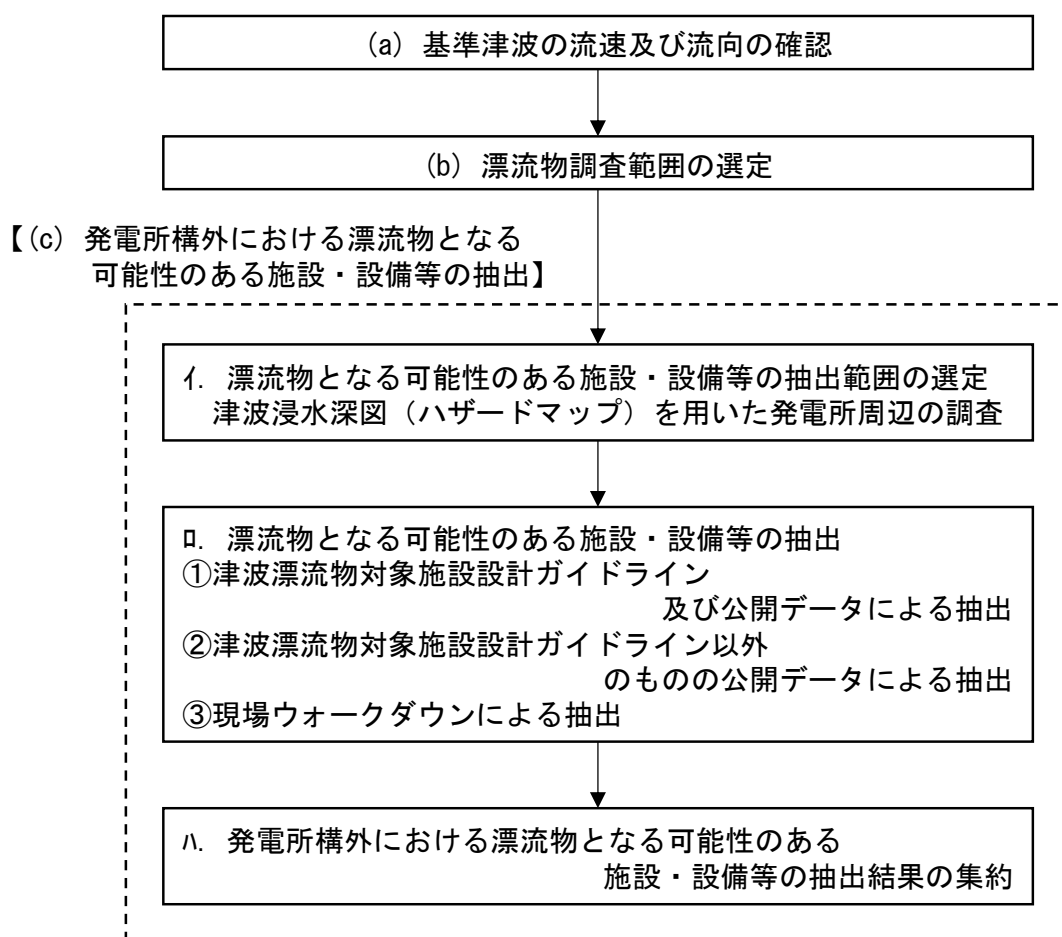 (a) 基準津波の流速及び流向の確認
(b) 漂流物調査範囲の選定
【(c) 発電所構外における漂流物となる
可能性のある施設・設備等の抽出】
ｲ. 漂流物となる可能性のある施設・設備等の抽出範囲の選定
津波浸水深図（ハザードマップ）を用いた発電所周辺の調査
ﾛ. 漂流物となる可能性のある施設・設備等の抽出
①津波漂流物対象施設設計ガイドライン
及び公開データによる抽出
②津波漂流物対象施設設計ガイドライン以外
のものの公開データによる抽出
③現場ウォークダウンによる抽出
ﾊ. 発電所構外における漂流物となる可能性のある
施設・設備等の抽出結果の集約